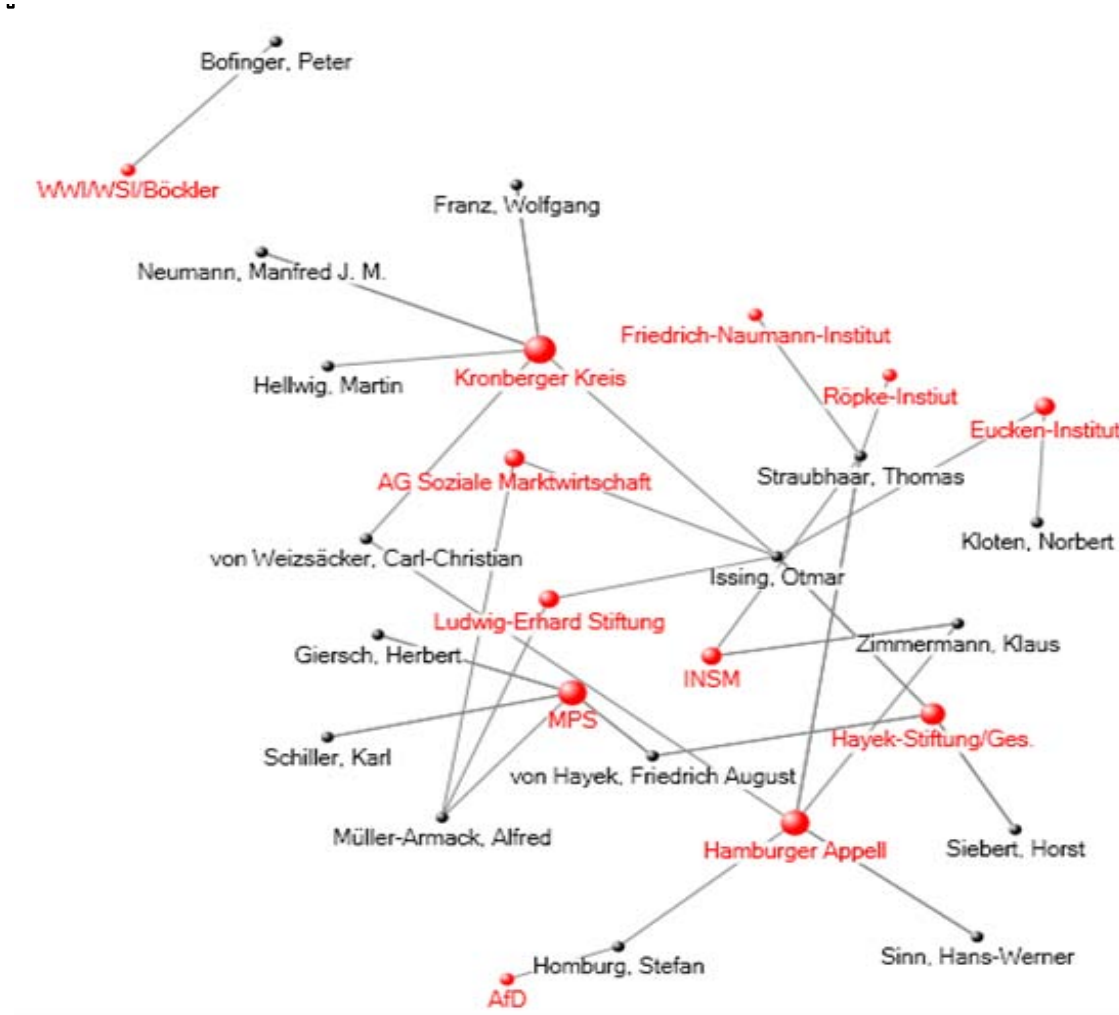 Bofinger, Peter
WWI/WSI/Böckler
Franz, Wolfgang
Neumann, Manfred J. M.
Friedrich-Naumann-Institut
Hellwig, Martin
Kronberger Kreis
Röpke-Instiut
Eucken-Institut
AG Soziale Marktwirtschaft
Straubhaar, Thomas
Kloten, Norbert
von Weizsäcker, Carl-Christian
Issing, Otmar
Ludwig-Erhard Stiftung
Zimmermann, Klaus
Giersch, Herbert
INSM
MPS
Hayek-Stiftung/Ges.
Schiller, Karl
von Hayek, Friedrich August
Müller-Armack, Alfred
Hamburger Appell
Siebert, Horst
Sinn, Hans-Werner
Homburg, Stefan
AfD